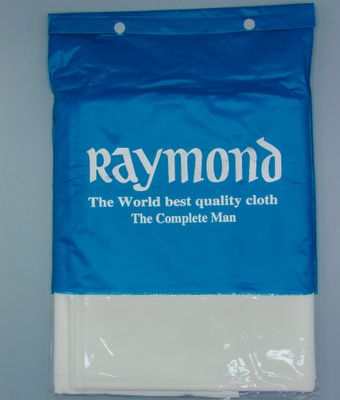 Raymond
The World best quality cloth
The Complete Man